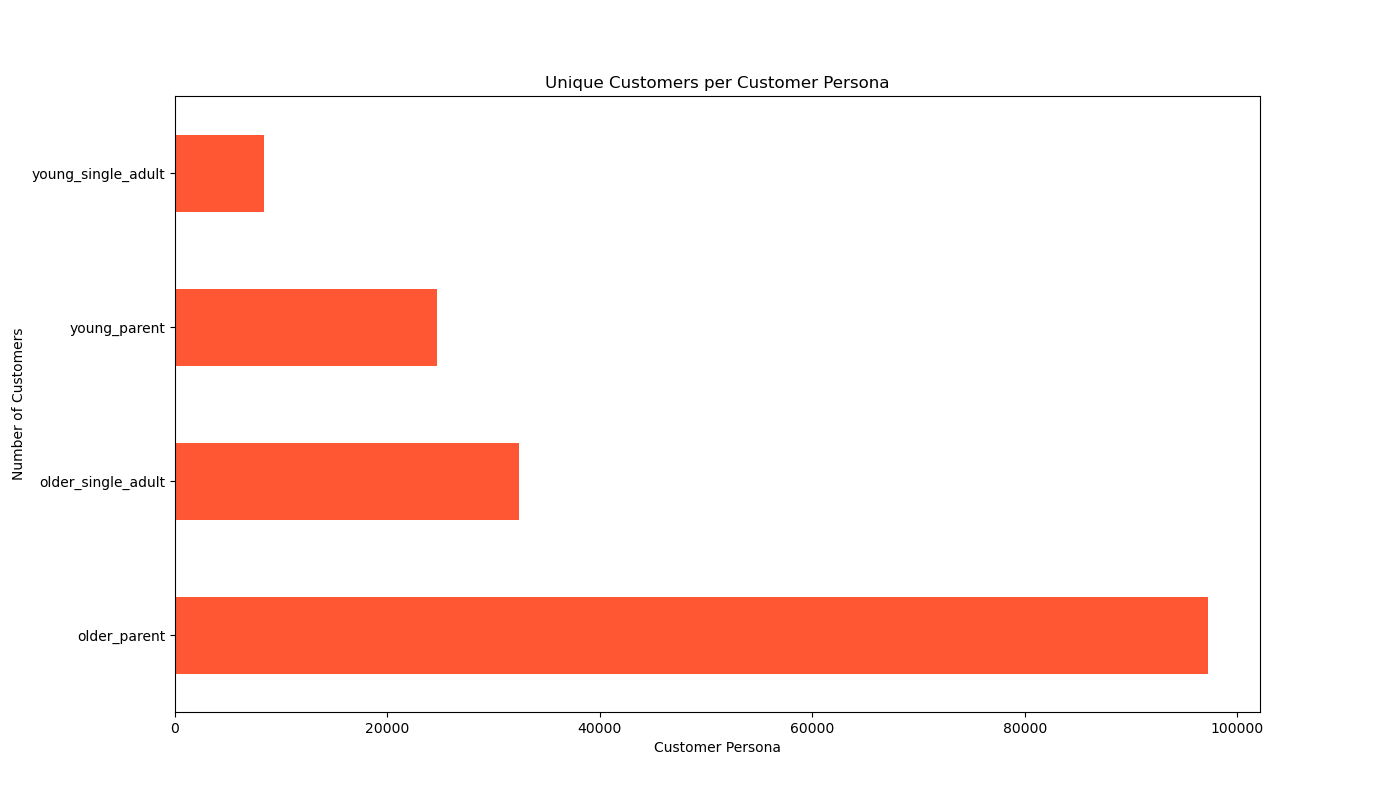 Unique Customers per Customer Persona
young_single_adult
young_parent
older_single_adult
older_parent
Number of Customers
0 20000 40000 60000 80000 100000
Customer Persona